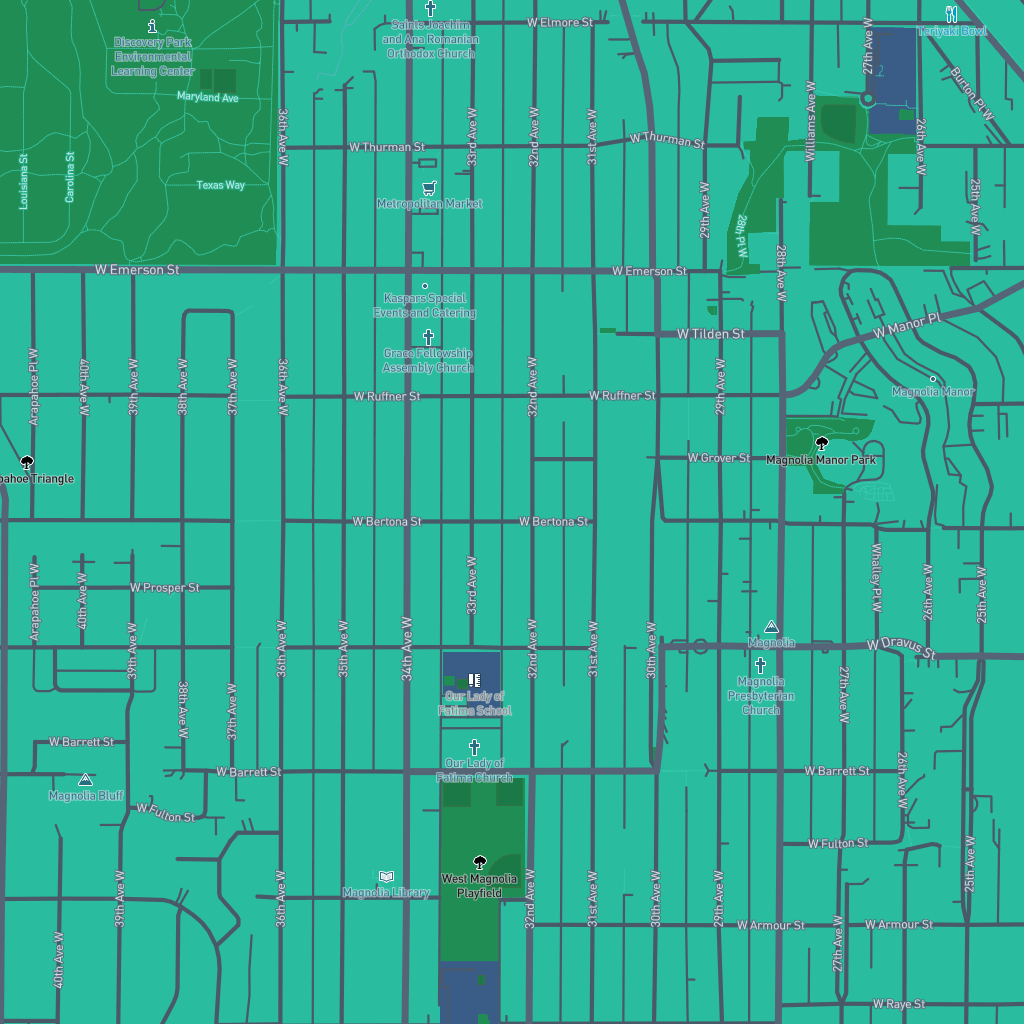 W Elmore St
Saints Joachim
and Ana Romanian
Orthodox Church
27th Ave W
Teriyaki Bowl
Discovery Park
Environmental
Learning Center
Maryland Ave
Burton Pl W
36th Ave W
33rd Ave W
32nd Ave W
31st Ave W
Williams Ave W
26th Ave W
W Thurman St
W Thurman St
Louisiana St
Carolina St
Texas Way
Metropolitan Market
29th Ave W
25th Ave W
28th Pl W
28th Ave W
W Emerson St
W Emerson St
Kaspars Special
Events and Catering
W Manor Pl
W Tilden St
Grace Fellowship
Assembly Church
Arapahoe Pl W
40th Ave W
39th Ave W
38th Ave W
37th Ave W
36th Ave W
32nd Ave W
29th Ave W
W Ruffner St
W Ruffner St
Magnolia Manor
W Grover St
Magnolia Manor Park
pahoe Triangle
W Bertona St
W Bertona St
Arapahoe Pl W
40th Ave W
W Prosper St
33rd Ave W
Whalley Pl W
26th Ave W
25th Ave W
39th Ave W
36th Ave W
35th Ave W
34th Ave W
32nd Ave W
31st Ave W
30th Ave W
Magnolia
W Dravus St
38th Ave W
37th Ave W
Our Lady of
Fatima School
Magnolia
Presbyterian
Church
27th Ave W
W Barrett St
W Barrett St
Our Lady of
Fatima Church
W Barrett St
26th Ave W
Magnolia Bluff
W Fulton St
W Fulton St
25th Ave W
West Magnolia
Playfield
Magnolia Library
39th Ave W
36th Ave W
32nd Ave W
31st Ave W
30th Ave W
29th Ave W
W Armour St
W Armour St
40th Ave W
27th Ave W
W Raye St